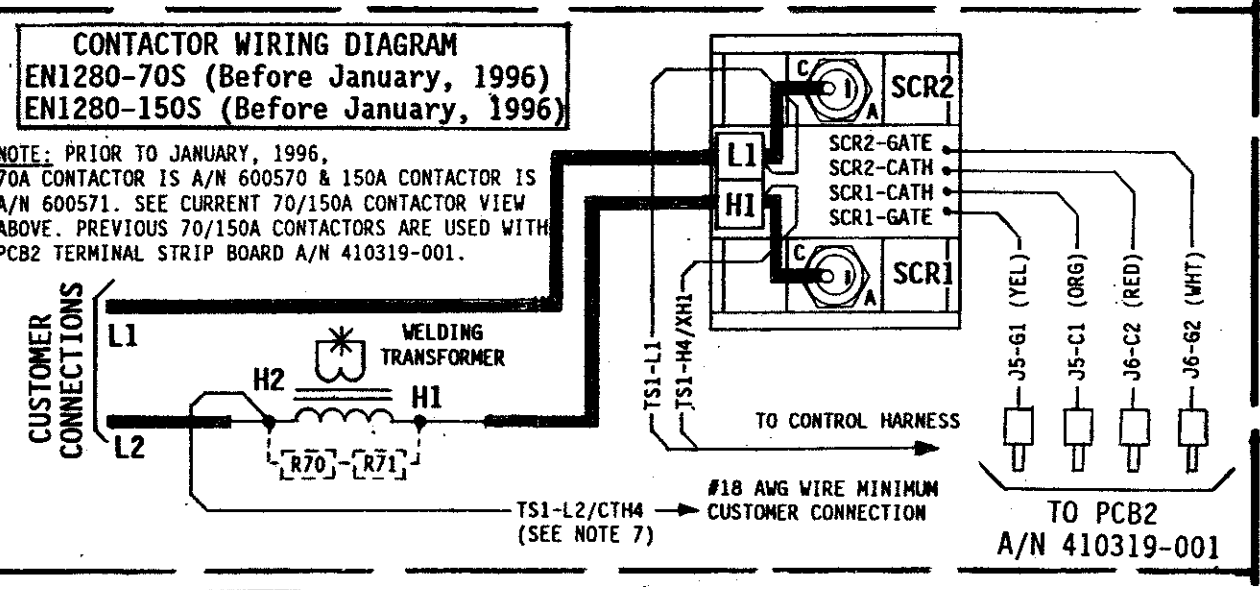 CONTACTOR WIRING DIAGRAM
EN1280-70S (Before January, 1996)
EN1280-150S (Before January, 1996)
NOTE: PRIOR TO JANUARY, 1996,
70A CONTACTOR IS A/N 600570 & 150A CONTACTOR IS
A/N 600571. SEE CURRENT 70/150A CONTACTOR VIEW
ABOVE. PREVIOUS 70/150A CONTACTORS ARE USED WITH
PCB2 TERMINAL STRIP BOARD A/N 410319-001.
C
A
SCR2
L1
H1
SCR2-GATE
SCR2-CATH
SCR1-CATH
SCR1-GATE
C
A
SCR1
CUSTOMER
CONNECTIONS
L1
L2
WELDING
TRANSFORMER
H2
H1
R70
R71
TS1-L1
TS1-H4/XH1
J5-G1 (YEL)
J5-C1 (ORG)
J6-C2 (RED)
J6-G2 (WHT)
TO CONTROL HARNESS
TS1-L2/CTH4
(SEE NOTE 7)
#18 AWG WIRE MINIMUM
CUSTOMER CONNECTION
TO PCB2
A/N 410319-001